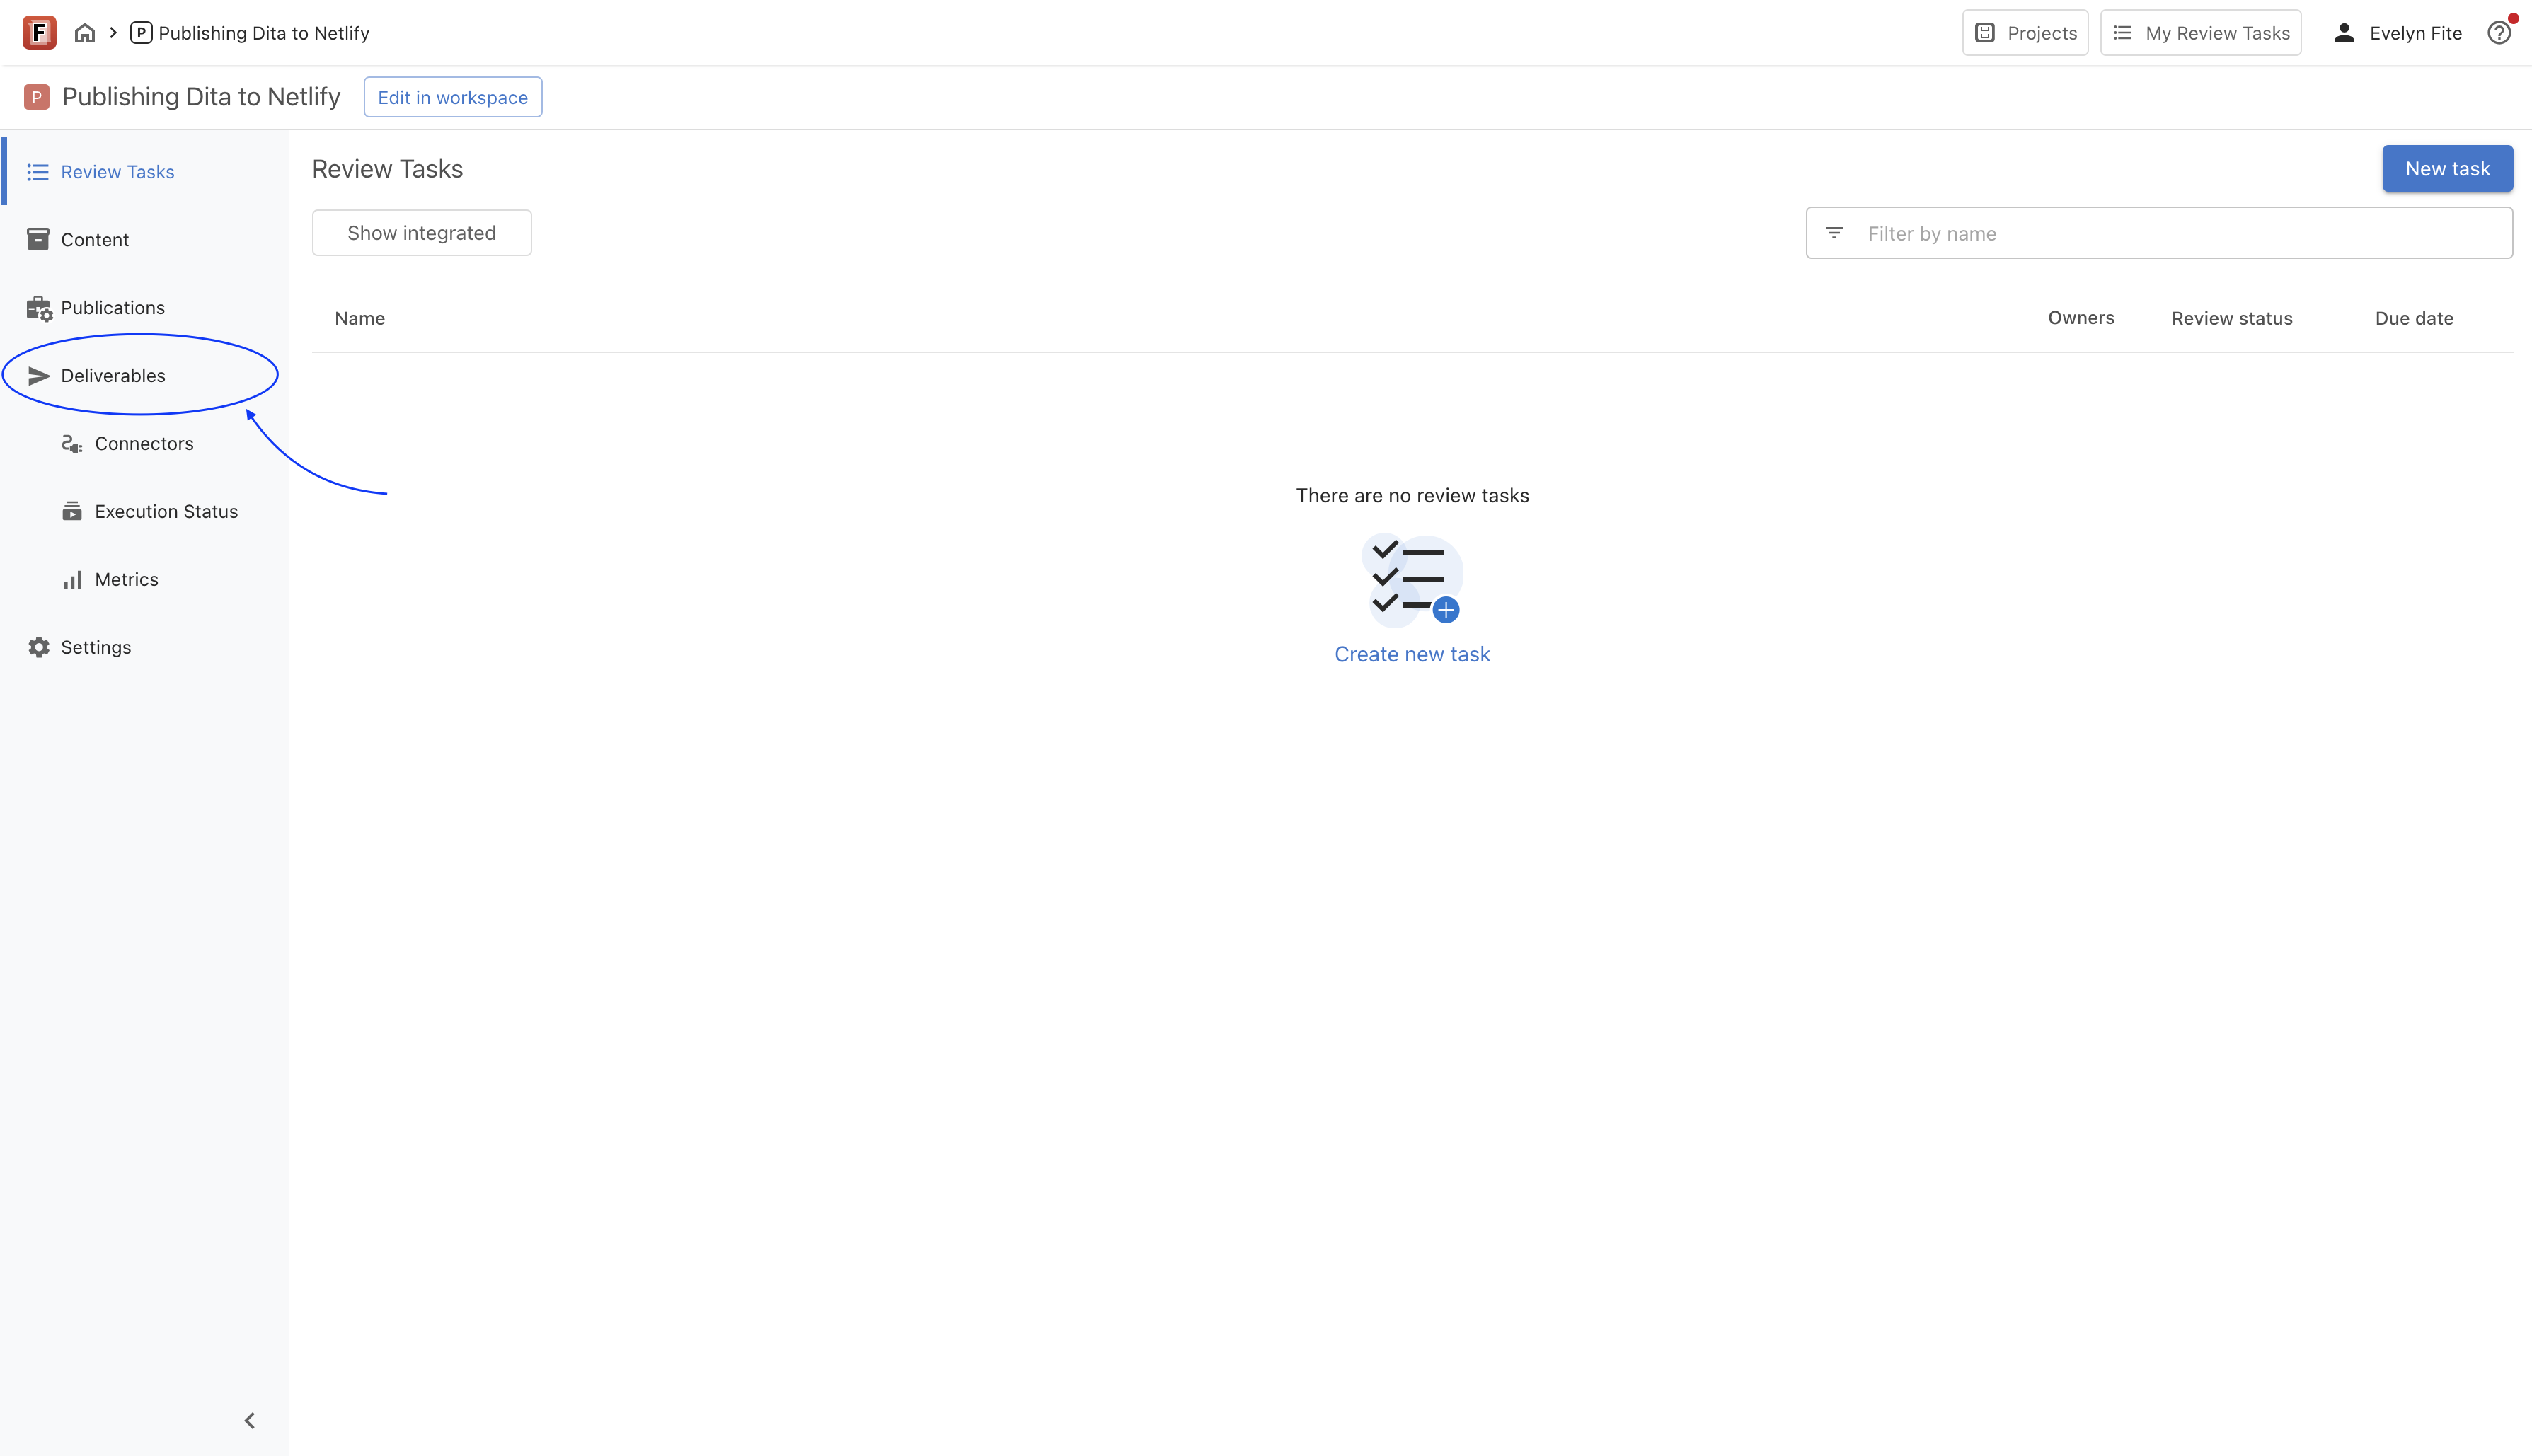 F
P Publishing Dita to Netlify
Projects
My Review Tasks
Evelyn Fite
P Publishing Dita to Netlify
Edit in workspace
Review Tasks
Content
Publications
Deliverables
Connectors
Execution Status
Metrics
Settings
Review Tasks
New task
Show integrated
Filter by name
Name Owners Review status Due date
There are no review tasks
Create new task